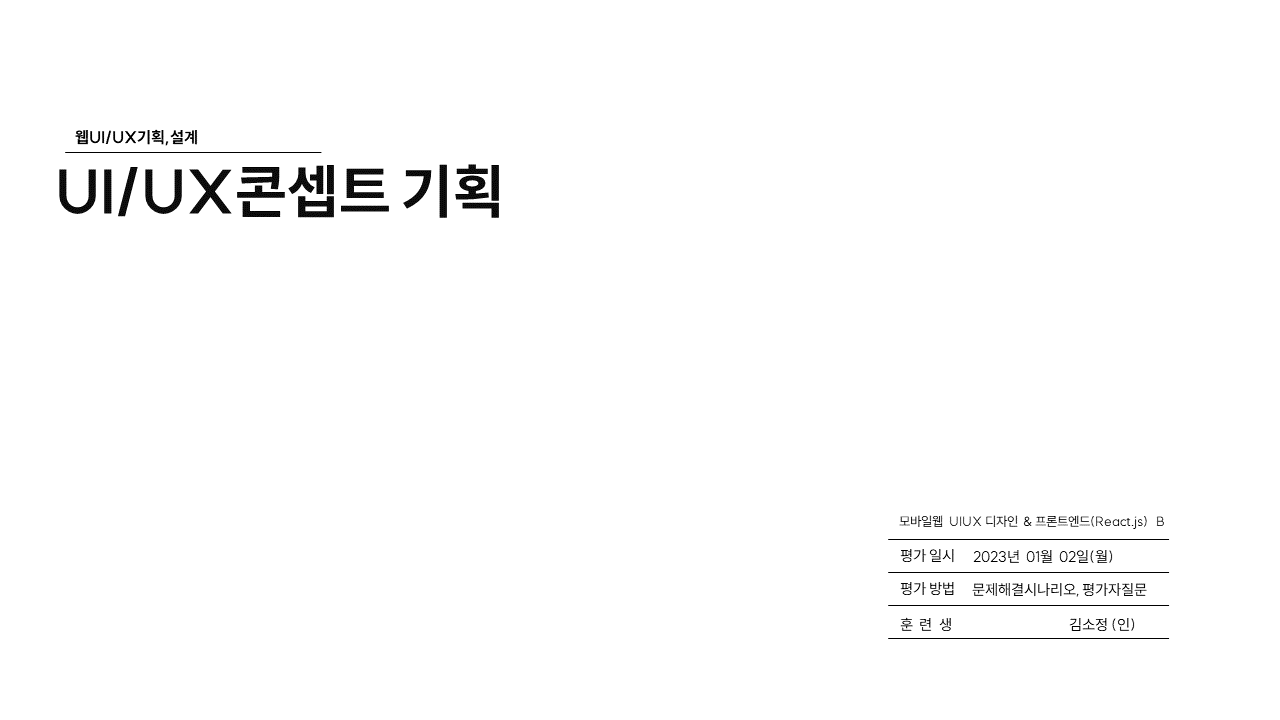 웹UI/UX기획,설계
UI/UX콘셉트 기획
모바일웹 UIUX 디자인 & 프론트엔드(React.js) B
평가 일시 2023년 01월 02일(월)
평가 방법 문제해결시나리오, 평가자질문
훈 련 생 김소정 (인)